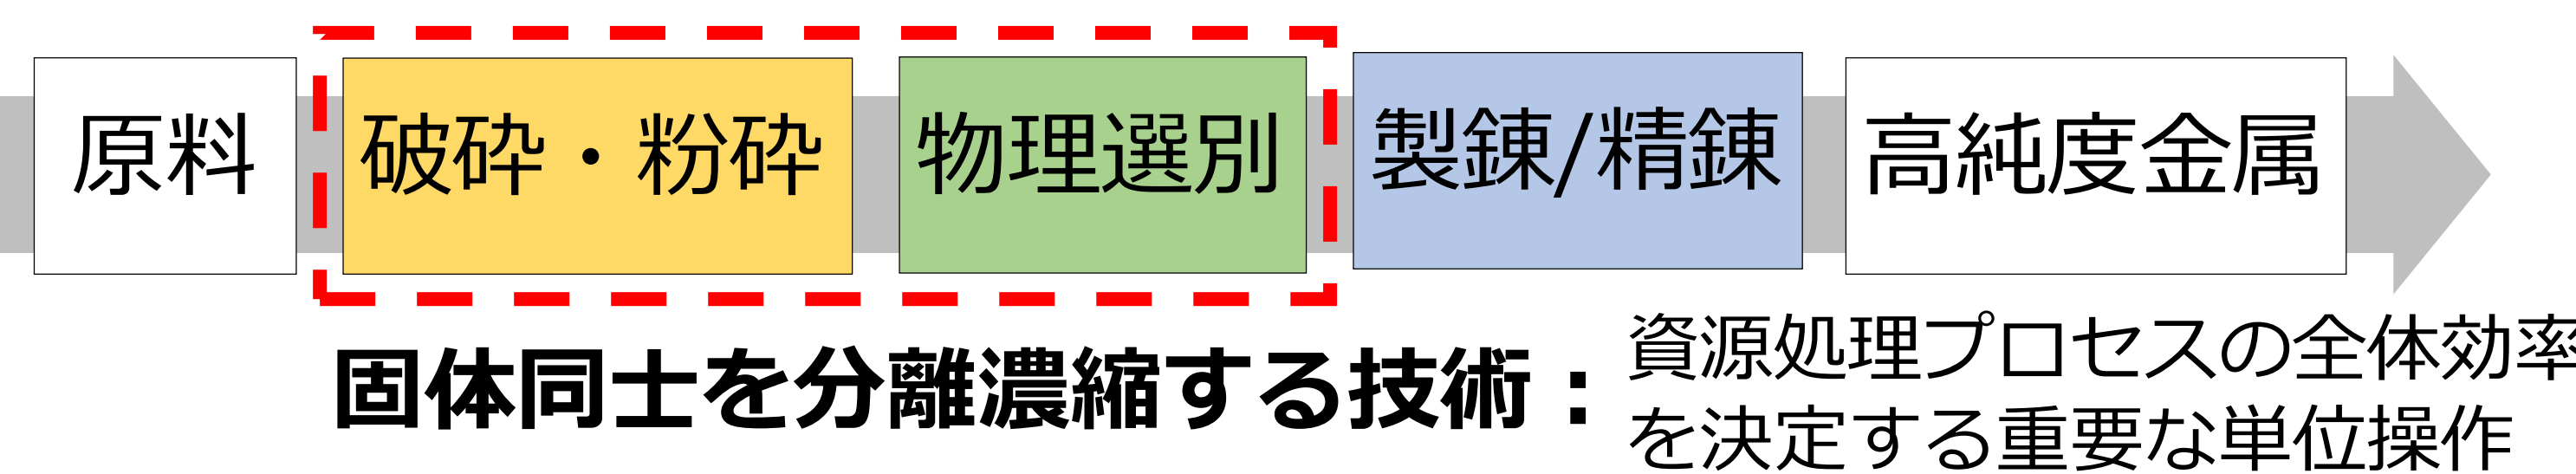 原料
破砕・粉砕
物理選別
製錬/精錬
高純度金属
固体同士を分離濃縮する技術：
資源処理プロセスの全体効率
を決定する重要な単位操作